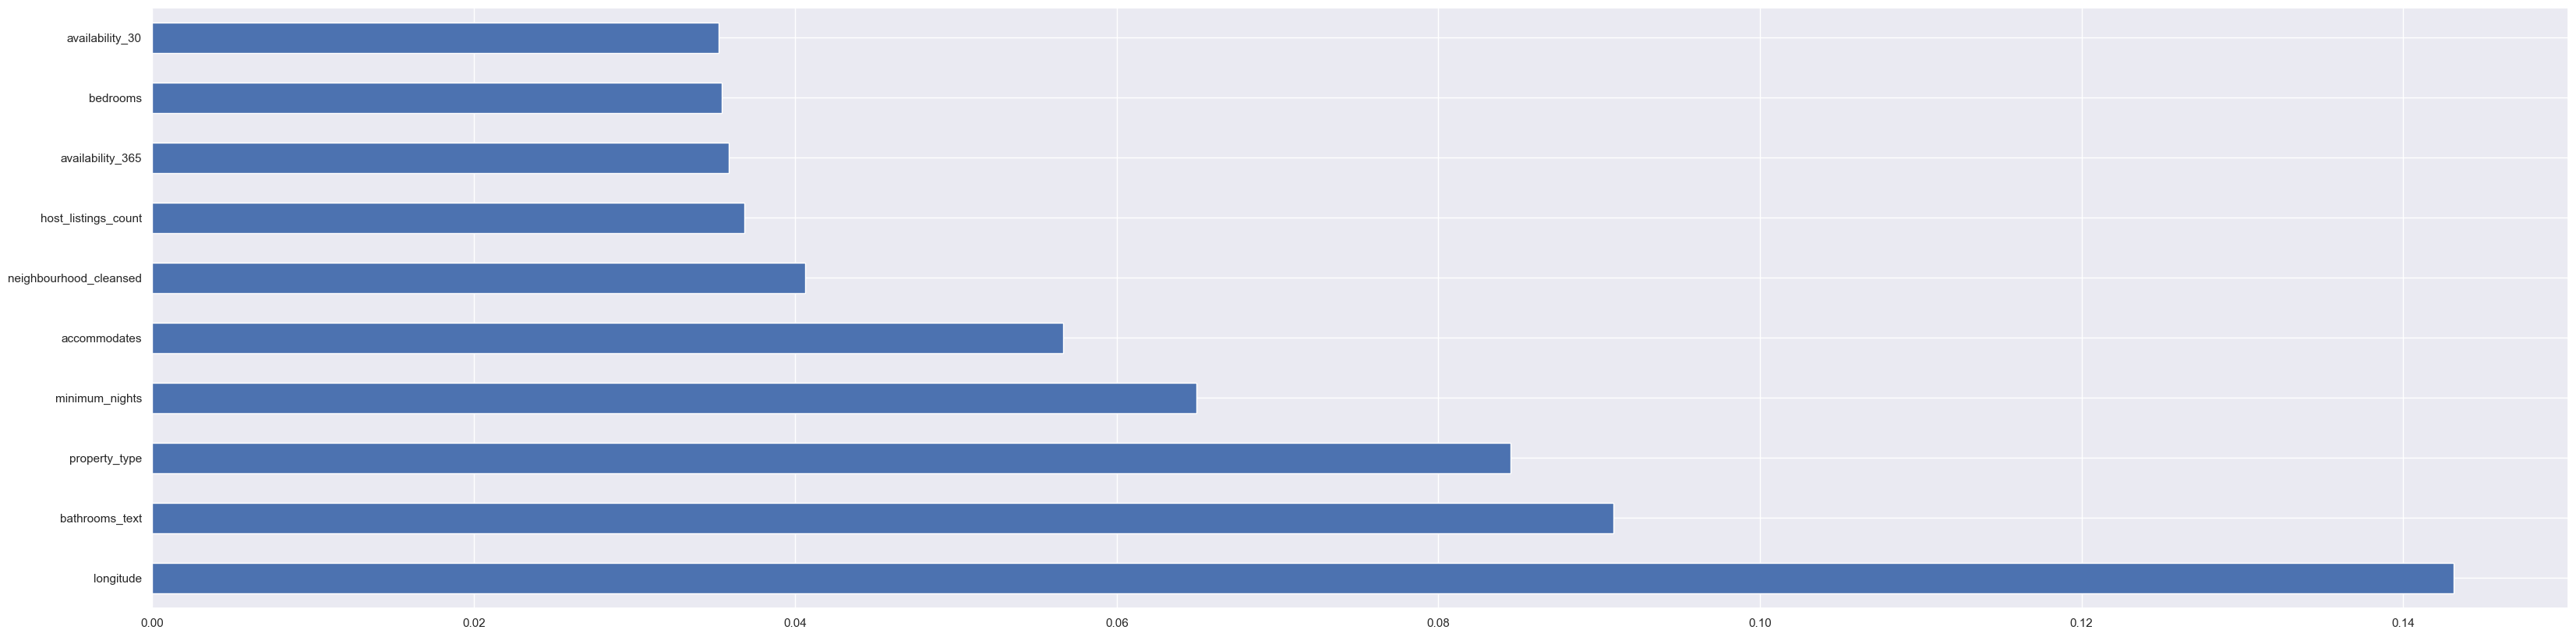 availability_30
bedrooms
availability_365
host_listings_count
neighbourhood_cleansed
accommodates
minimum_nights
property_type
bathrooms_text
longitude
0.00 0.02 0.04 0.06 0.08 0.10 0.12 0.14